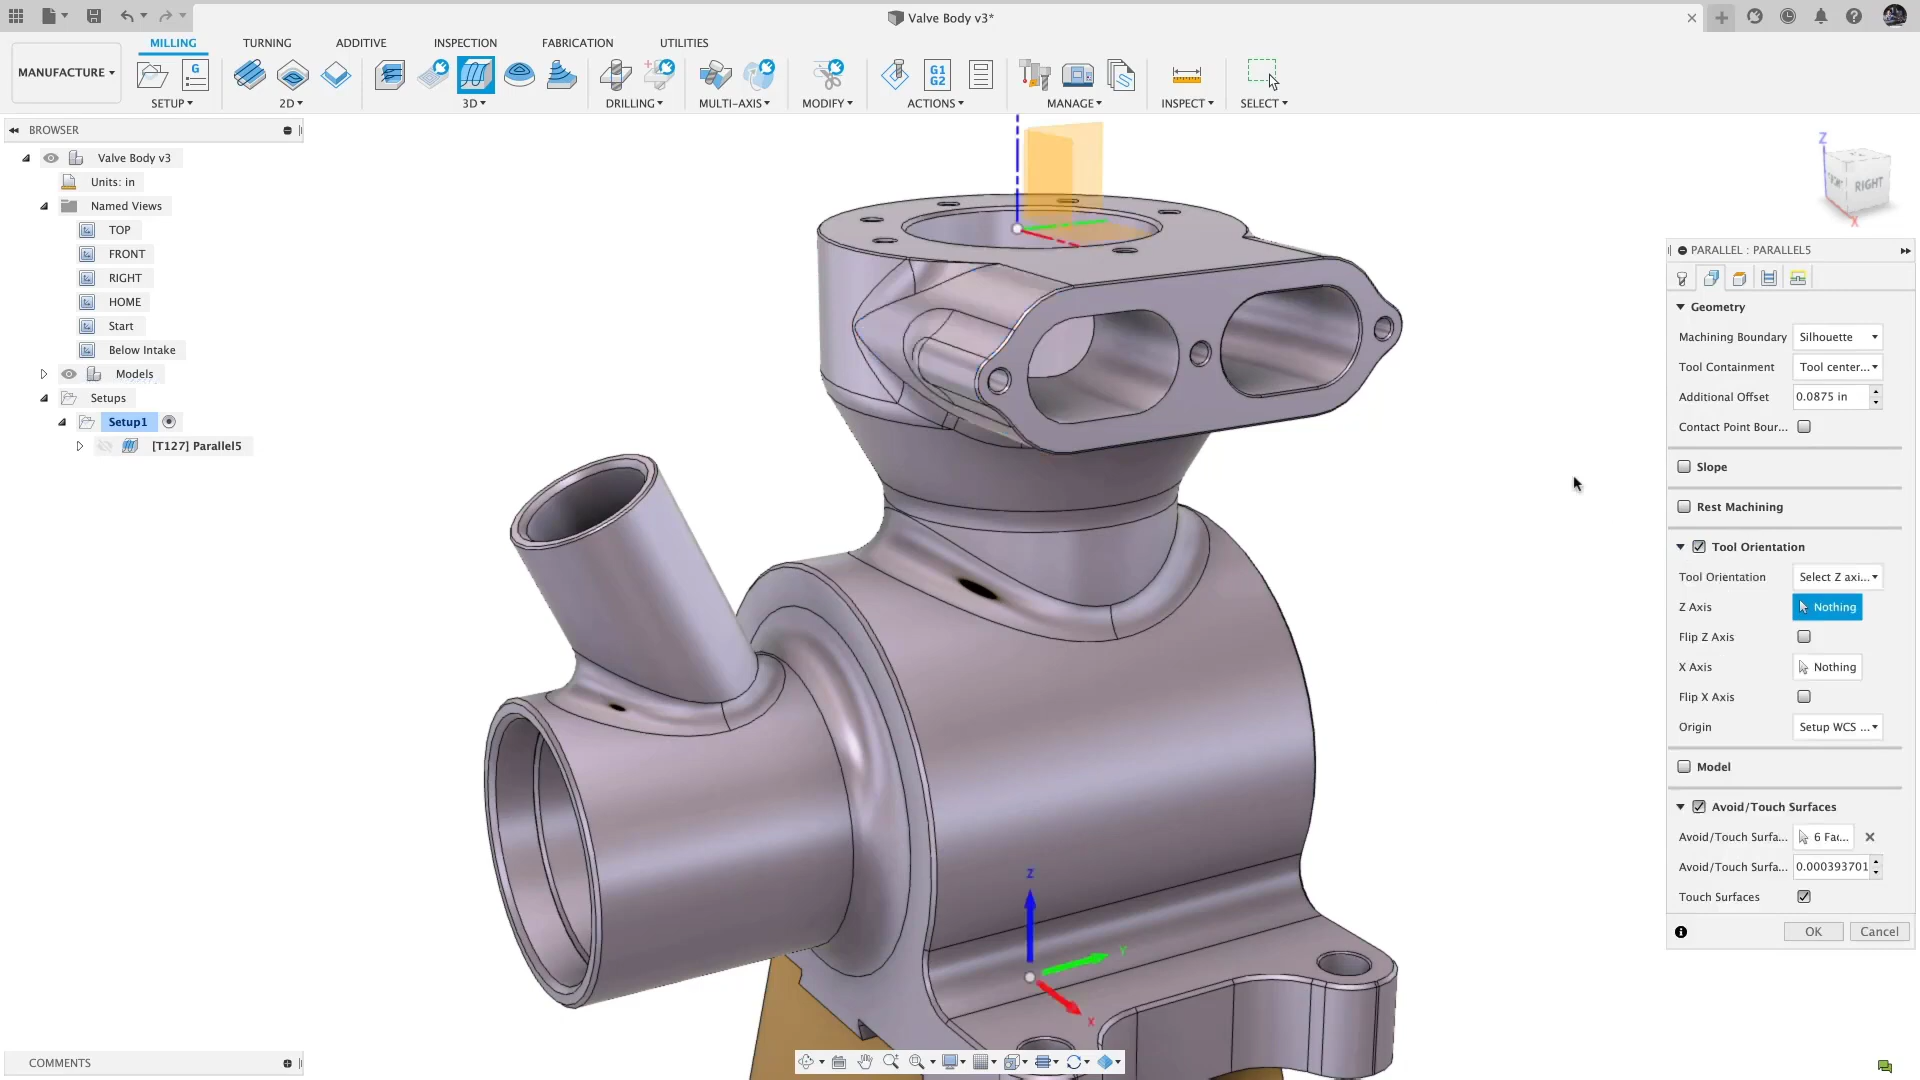 Valve Body v3*
MILLING TURNING ADDITIVE INSPECTION FABRICATION UTILITIES
MANUFACTURE
G
G1
G2
SETUP 2D 3D DRILLING MULTI-AXIS MODIFY ACTIONS MANAGE INSPECT SELECT
BROWSER
Valve Body v3
Units: in
Named Views
TOP
FRONT
RIGHT
HOME
Start
Below Intake
Models
Setups
Setup1
[T127] Parallel5
Z
RIGHT
X
PARALLEL : PARALLEL5
Geometry
Machining Boundary Silhouette
Tool Containment Tool center...
Additional Offset 0.0875 in
Contact Point Bour...
Slope
Rest Machining
Tool Orientation
Tool Orientation Select Z axi...
Z Axis Nothing
Flip Z Axis
X Axis Nothing
Flip X Axis
Origin Setup WCS ...
Model
Avoid/Touch Surfaces
Avoid/Touch Surfa... 6 Fac...
Avoid/Touch Surfa... 0.000393701
Touch Surfaces
OK Cancel
Z
Y
X
COMMENTS